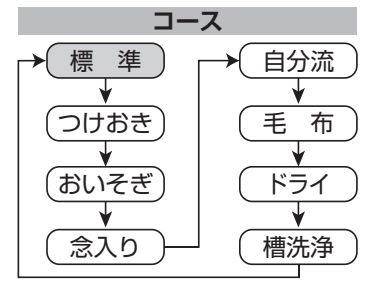 コース
標 準
つけおき
おいそぎ
念入り
自分流
毛 布
ドライ
槽洗浄